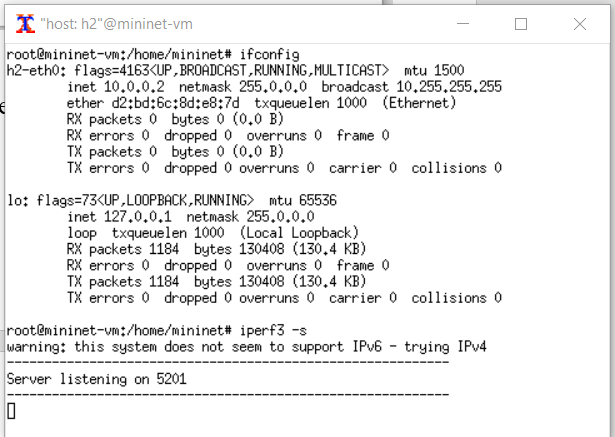 "host: h2"@mininet-vm
root@mininet-vm:/home/mininet# ifconfig
h2-eth0: flags=4163<UP,BROADCAST,RUNNING,MULTICAST>  mtu 1500
        inet 10.0.0.2  netmask 255.0.0.0  broadcast 10.255.255.255
        ether d2:bd:6c:8d:e8:7d  txqueuelen 1000  (Ethernet)
        RX packets 0  bytes 0 (0.0 B)
        RX errors 0  dropped 0  overruns 0  frame 0
        TX packets 0  bytes 0 (0.0 B)
        TX errors 0  dropped 0 overruns 0  carrier 0  collisions 0
lo: flags=73<UP,LOOPBACK,RUNNING>  mtu 65536
        inet 127.0.0.1  netmask 255.0.0.0
        loop  txqueuelen 1000  (Local Loopback)
        RX packets 1184  bytes 130408 (130.4 KB)
        RX errors 0  dropped 0  overruns 0  frame 0
        TX packets 1184  bytes 130408 (130.4 KB)
        TX errors 0  dropped 0 overruns 0  carrier 0  collisions 0
root@mininet-vm:/home/mininet# iperf3 -s
warning: this system does not seem to support IPv6 - trying IPv4
-----------------------------------------------------------
Server listening on 5201
-----------------------------------------------------------